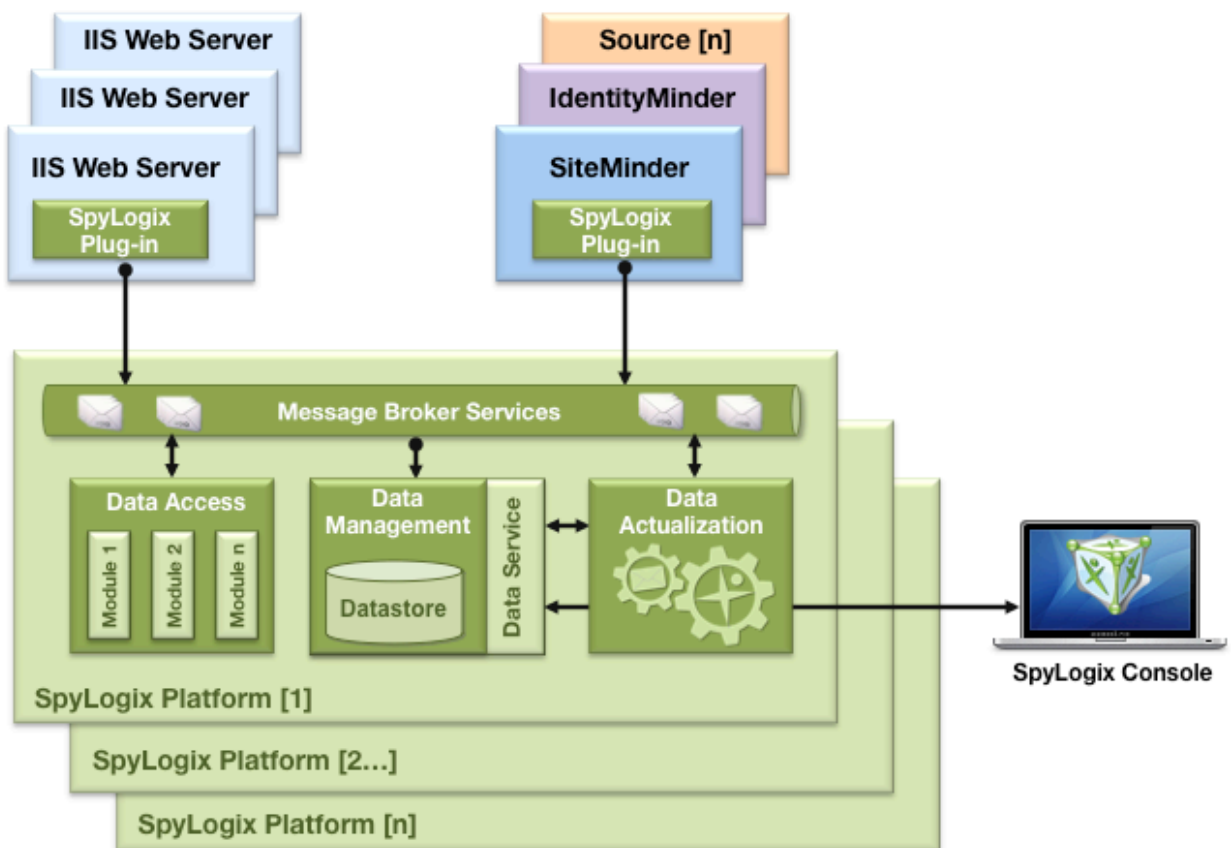 IIS Web Server
IIS Web Server
IIS Web Server
SpyLogix
Plug-in
Source [n]
IdentityMinder
SiteMinder
SpyLogix
Plug-in
Message Broker Services
Data Access
Module 1
Module 2
Module n
Data
Management
Datastore
Data Service
Data
Actualization
SpyLogix Console
SpyLogix Platform [1]
SpyLogix Platform [2...]
SpyLogix Platform [n]